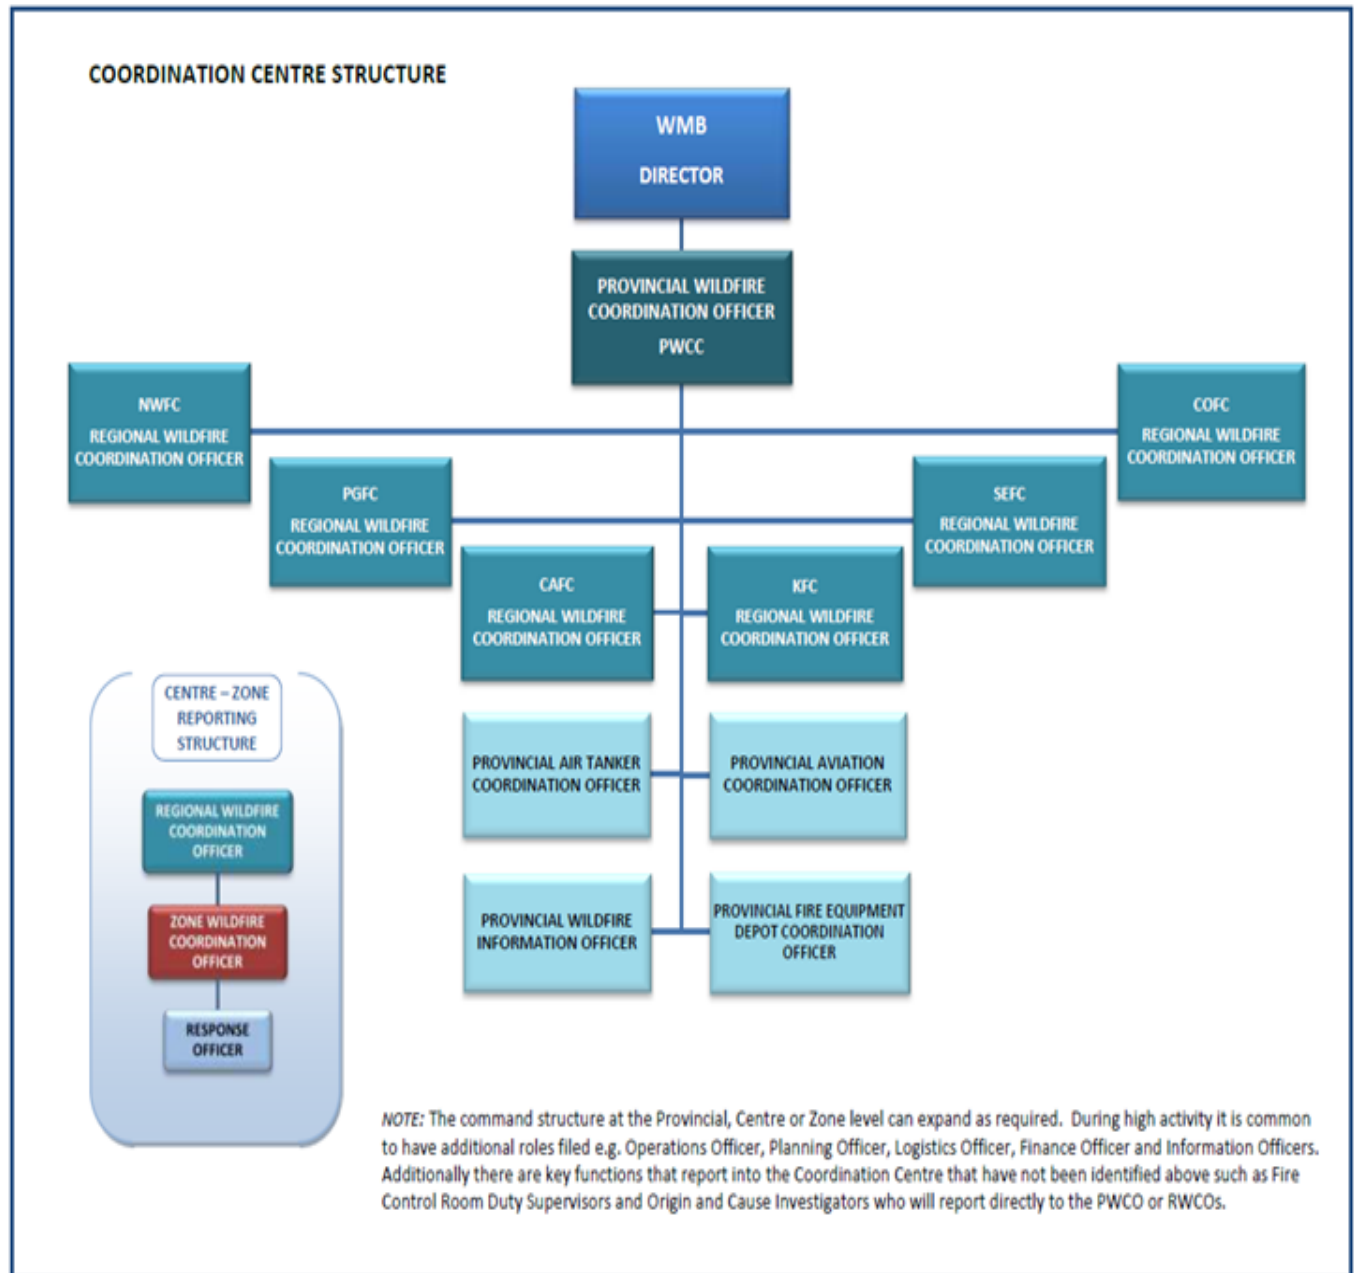 COORDINATION CENTRE STRUCTURE
WMB
DIRECTOR
PROVINCIAL WILDFIRE
COORDINATION OFFICER
PWCC
NWFC
REGIONAL WILDFIRE
COORDINATION OFFICER
COFC
REGIONAL WILDFIRE
COORDINATION OFFICER
PGFC
REGIONAL WILDFIRE
COORDINATION OFFICER
SEFC
REGIONAL WILDFIRE
COORDINATION OFFICER
CAFC
REGIONAL WILDFIRE
COORDINATION OFFICER
KFC
REGIONAL WILDFIRE
COORDINATION OFFICER
PROVINCIAL AIR TANKER
COORDINATION OFFICER
PROVINCIAL AVIATION
COORDINATION OFFICER
PROVINCIAL WILDFIRE
INFORMATION OFFICER
PROVINCIAL FIRE EQUIPMENT
DEPOT COORDINATION
OFFICER
CENTRE – ZONE
REPORTING
STRUCTURE
REGIONAL WILDFIRE
COORDINATION
OFFICER
ZONE WILDFIRE
COORDINATION
OFFICER
RESPONSE
OFFICER
NOTE: The command structure at the Provincial, Centre or Zone level can expand as required. During high activity it is common
to have additional roles filed e.g. Operations Officer, Planning Officer, Logistics Officer, Finance Officer and Information Officers.
Additionally there are key functions that report into the Coordination Centre that have not been identified above such as Fire
Control Room Duty Supervisors and Origin and Cause Investigators who will report directly to the PWCO or RWCOs.